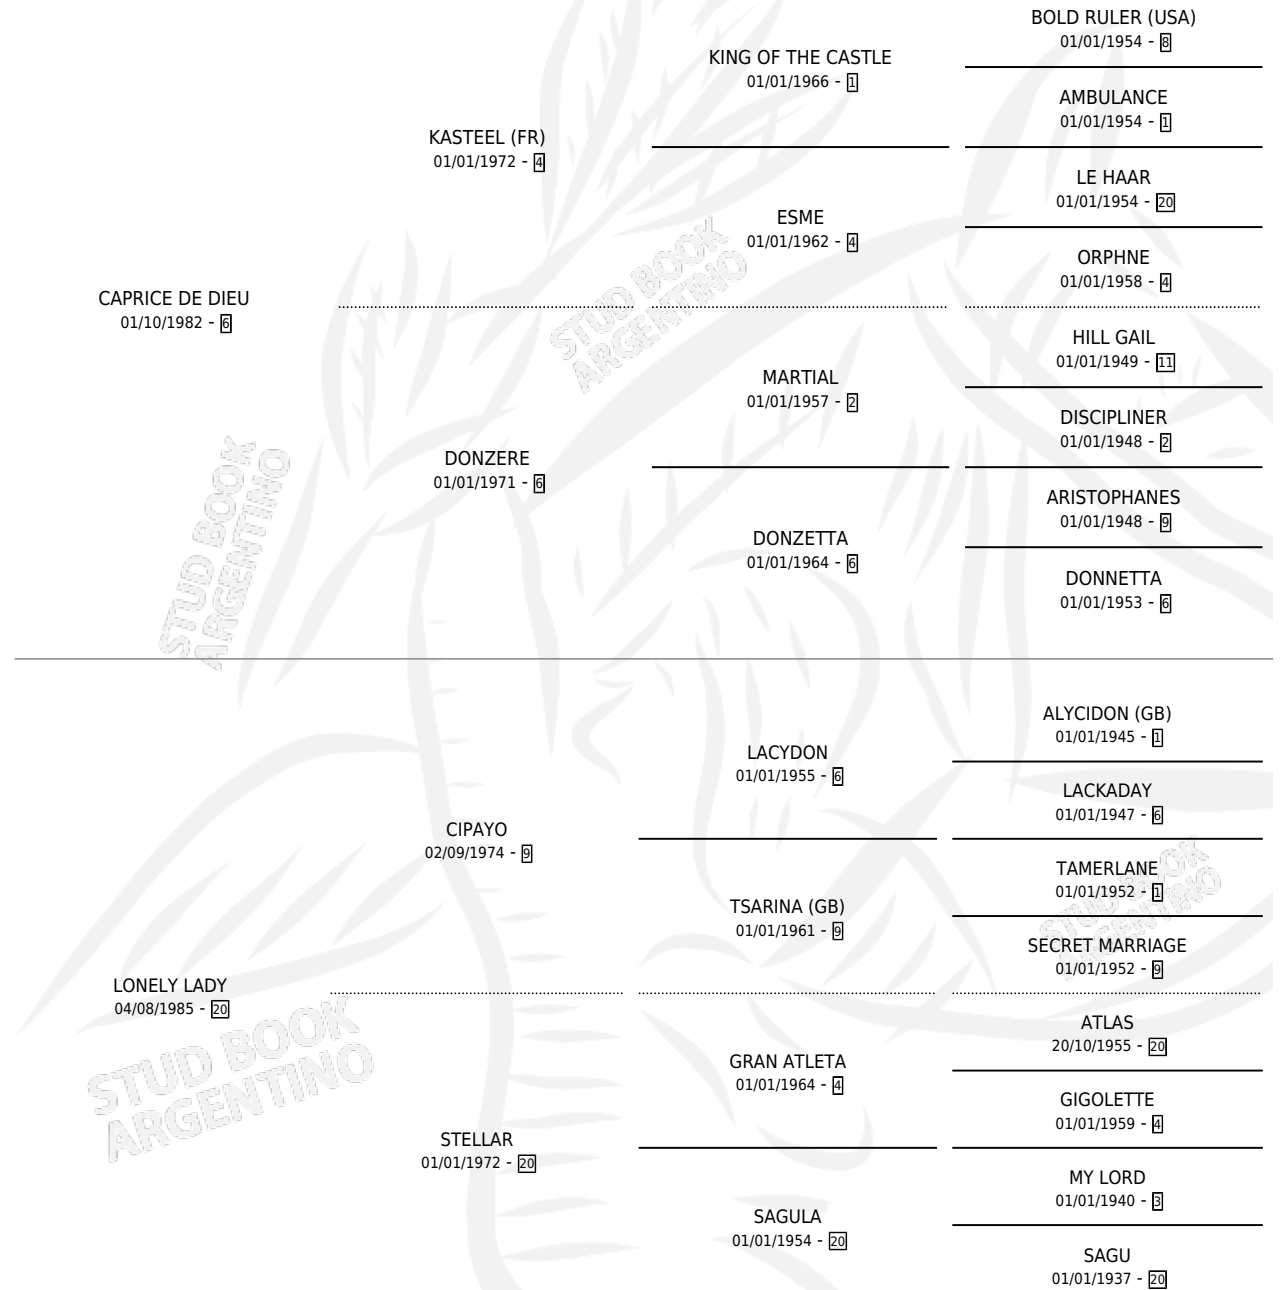 BOLD RULER (USA)
01/01/1954 - 8
KING OF THE CASTLE
01/01/1966 - 1
AMBULANCE
01/01/1954 - 1
KASTEEL (FR)
01/01/1972 - 4
LE HAAR
01/01/1954 - 20
ESME
01/01/1962 - 4
ORPHNE
01/01/1958 - 4
STUD BOOK
ARGENTINO
CAPRICE DE DIEU
01/10/1982 - 6
HILL GAIL
01/01/1949 - 11
MARTIAL
01/01/1957 - 2
DISCIPLINER
01/01/1948 - 2
DONZERE
01/01/1971 - 6
ARISTOPHANES
01/01/1948 - 9
DONZETTA
01/01/1964 - 6
DONNETTA
01/01/1953 - 6
STUD BOOK
ARGENTINO
ALYCIDON (GB)
01/01/1945 - 1
LACYDON
01/01/1955 - 6
LACKADAY
01/01/1947 - 6
CIPAYO
02/09/1974 - 9
TAMERLANE
01/01/1952 - 1
STUD BOOK
ARGENTINO
TSARINA (GB)
01/01/1961 - 9
SECRET MARRIAGE
01/01/1952 - 9
LONELY LADY
04/08/1985 - 20
ATLAS
20/10/1955 - 20
STUD BOOK
ARGENTINO
GRAN ATLETA
01/01/1964 - 4
GIGOLETTE
01/01/1959 - 4
STELLAR
01/01/1972 - 20
MY LORD
01/01/1940 - 3
SAGULA
01/01/1954 - 20
SAGU
01/01/1937 - 20